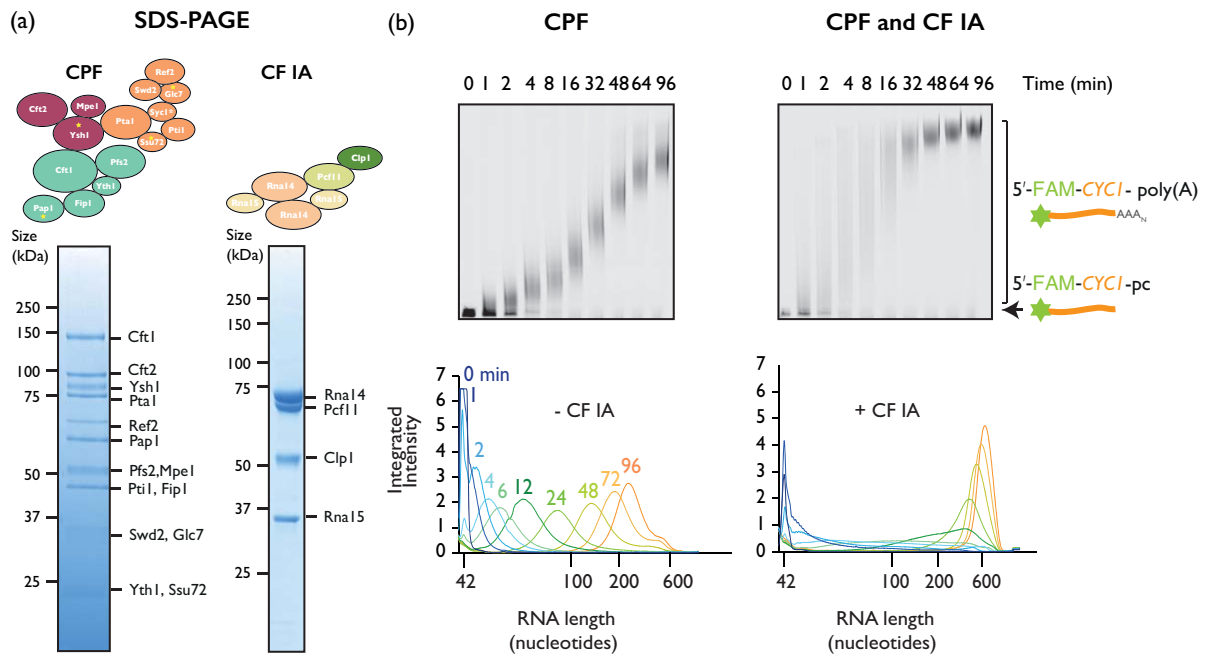 (a)
SDS-PAGE
CPF
CF IA
Ref2
Swd2
Glc7
Cft2
Mpe1
Pta1
Syc1*
Pti1
Ysh1
Ssu72
Cft1
Pfs2
Yth1
Pap1
Fip1
Clp1
Pcf11
Rna14
Rna15
Rna15
Rna14
Size
(kDa)
250
150
100
75
50
37
25
Cft1
Cft2
Ysh1
Pta1
Ref2
Pap1
Pfs2,Mpe1
Pti1, Fip1
Swd2, Glc7
Yth1, Ssu72
Size
(kDa)
250
150
100
75
50
37
25
Rna14
Pcf11
Clp1
Rna15
(b)
CPF
CPF and CF IA
0 1 2 4 8 16 32 48 64 96
0 1 2 4 8 16 32 48 64 96
Time (min)
5'-FAM-CYC1- poly(A)
AAAN
5'-FAM-CYC1-pc
Integrated
Intensity
7
6
5
4
3
2
1
0
0 min
1
2
4
6
12
24
48
72
96
- CF IA
42
100
200
600
RNA length
(nucleotides)
7
6
5
4
3
2
1
0
+ CF IA
42
100
200
600
RNA length
(nucleotides)